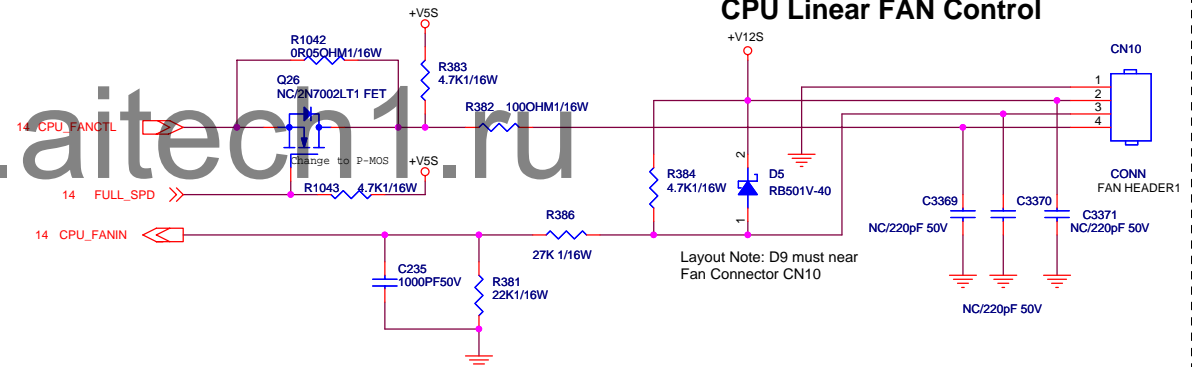 CPU Linear FAN Control
+V5S
+V12S
R1042
0R05OHM1/16W
CN10
Q26
NC/2N7002LT1 FET
R383
4.7K1/16W
1
2
3
4
R382
100OHM1/16W
14 CPU_FANCTL
.aitech1.ru
Change to P-MOS
+V5S
14 FULL_SPD
R1043
4.7K1/16W
R384
4.7K1/16W
2
D5
RB501V-40
1
CONN
FAN HEADER1
C3369
NC/220pF 50V
C3370
C3371
NC/220pF 50V
NC/220pF 50V
14 CPU_FANIN
R386
27K 1/16W
Layout Note: D9 must near
Fan Connector CN10
C235
1000PF50V
R381
22K1/16W